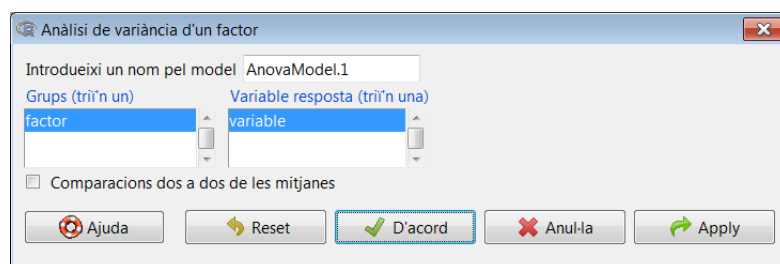 Anàlisi de variància d'un factor
Introdueixi un nom pel model AnovaModel.1
Grups (triï'n un) Variable resposta (triï'n una)
factor variable
Comparacions dos a dos de les mitjanes
Ajuda Reset D'acord Anul·la Apply